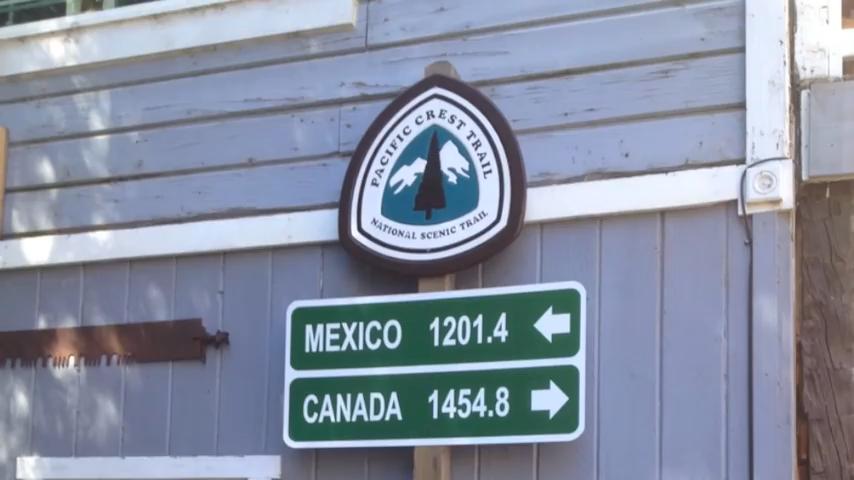 PACIFIC CREST TRAIL
NATIONAL SCENIC TRAIL
MEXICO 1201.4
CANADA 1454.8